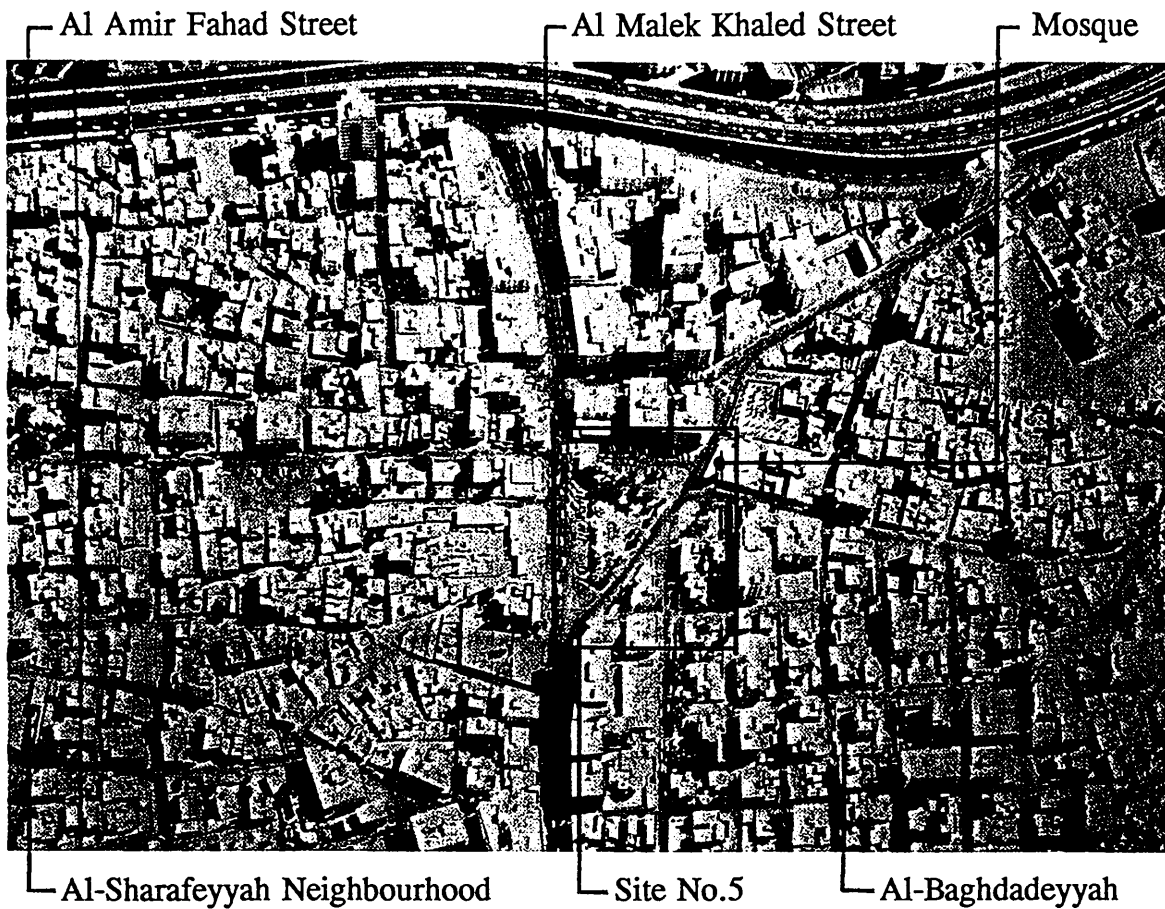 Al Amir Fahad Street
Al Malek Khaled Street
Mosque
Al-Sharafeyyah Neighbourhood
Site No.5
Al-Baghdadeyyah